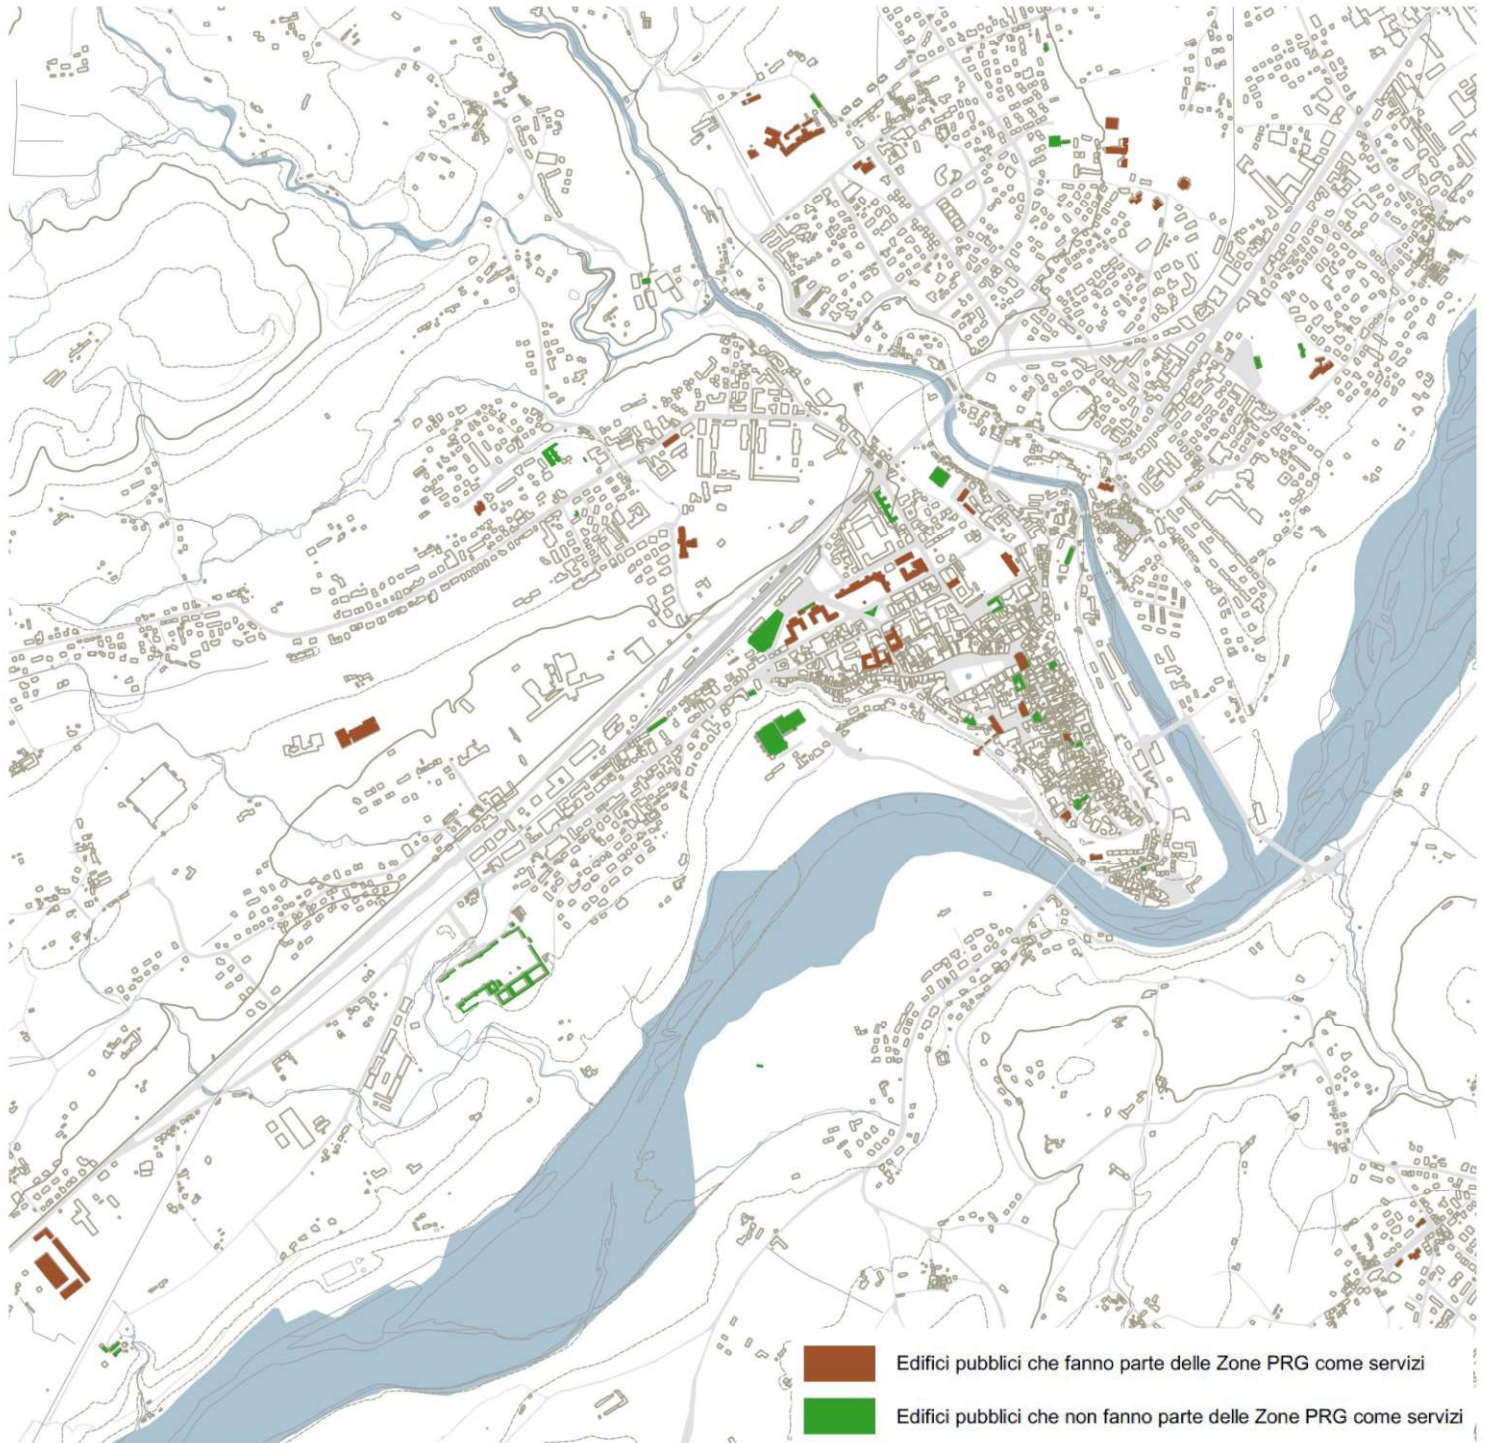 Edifici pubblici che fanno parte delle Zone PRG come servizi
Edifici pubblici che non fanno parte delle Zone PRG come servizi